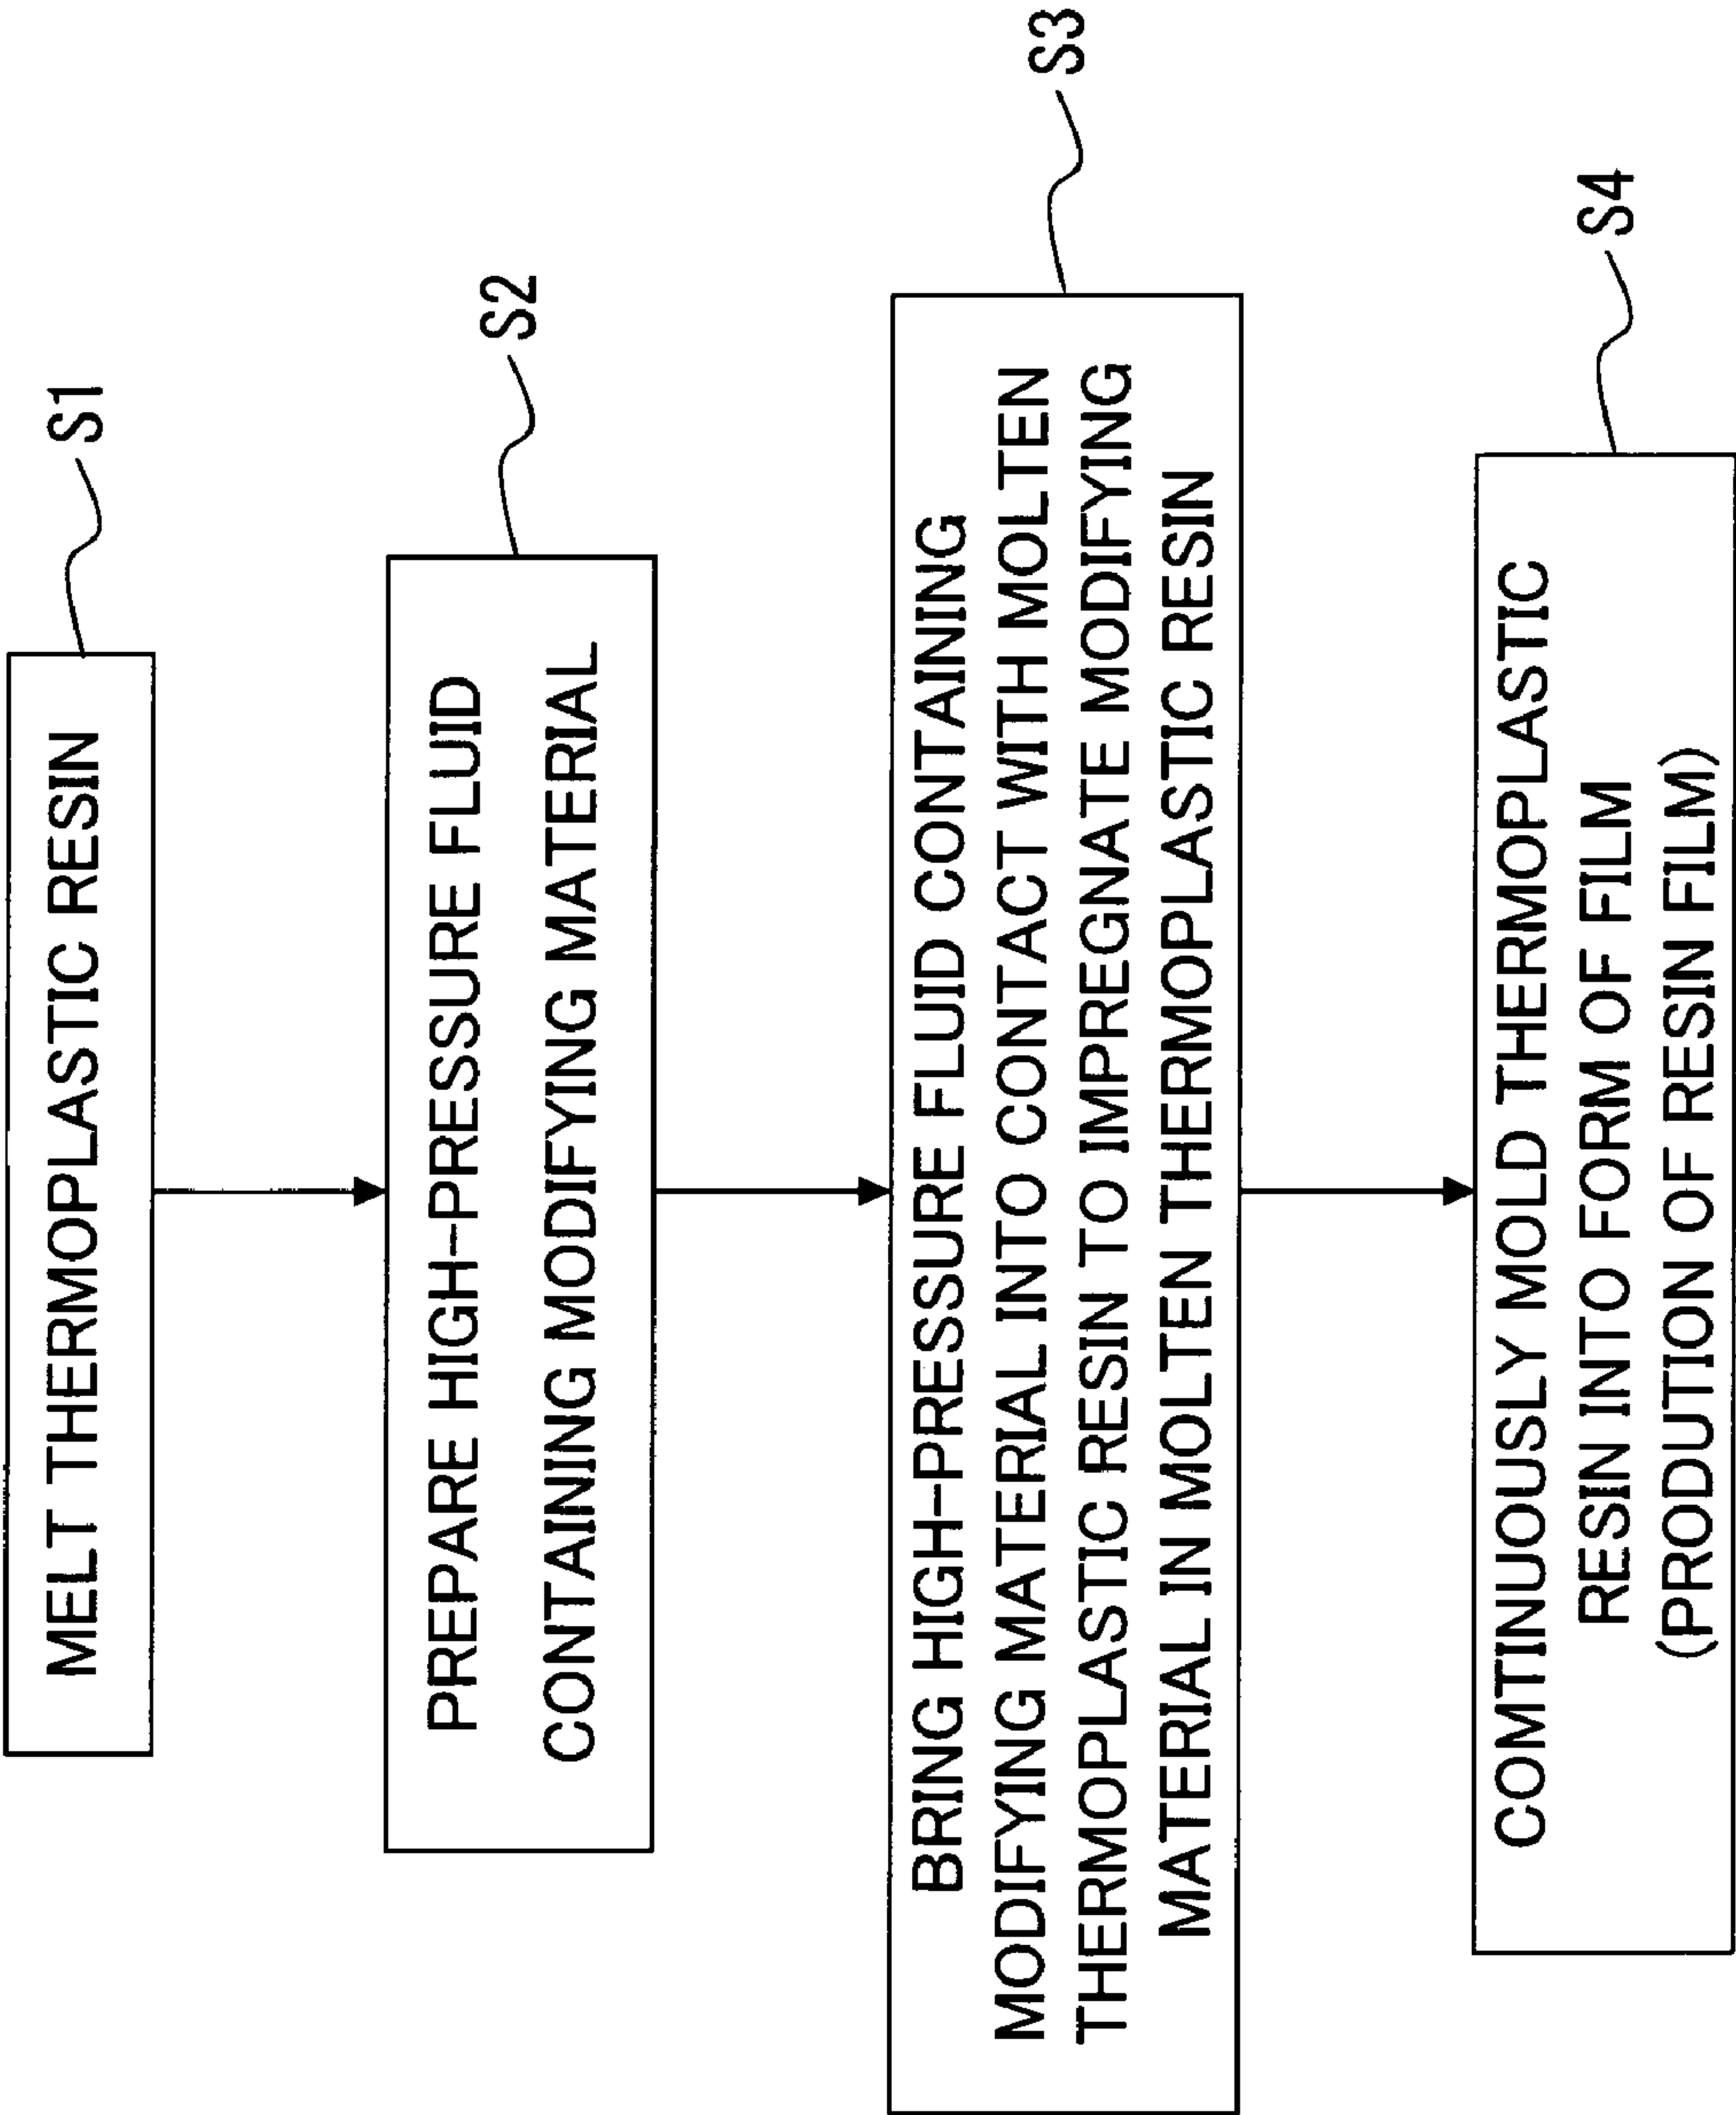 MELT THERMOPLASTIC RESIN
S1
PREPARE HIGH-PRESSURE FLUID
CONTAINING MODIFYING MATERIAL
S2
BRING HIGH-PRESSURE FLUID CONTAINING
MODIFYING MATERIAL INTO CONTACT WITH MOLTEN
THERMOPLASTIC RESIN TO IMPREGNATE MODIFYING
MATERIAL IN MOLTEN THERMOPLASTIC RESIN
S3
COMTINUOUSLY MOLD THERMOPLASTIC
RESIN INTO FORM OF FILM
(PRODUTION OF RESIN FILM)
S4